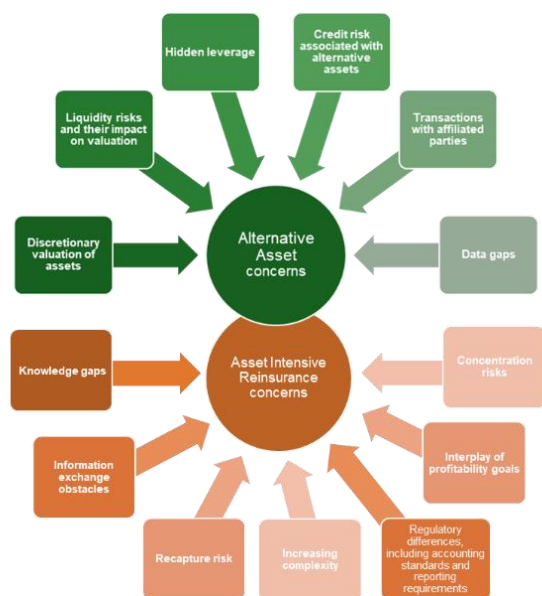 Hidden leverage
Credit risk
associated with
alternative
assets
Liquidity risks
and their impact
on valuation
Transactions
with affiliated
parties
Discretionary
valuation of
assets
Alternative
Asset
concerns
Data gaps
Knowledge gaps
Asset Intensive
Reinsurance
concerns
Concentration
risks
Information
exchange
obstacles
Interplay of
profitability goals
Recapture risk
Increasing
complexity
Regulatory
differences,
including accounting
standards and
reporting
requirements